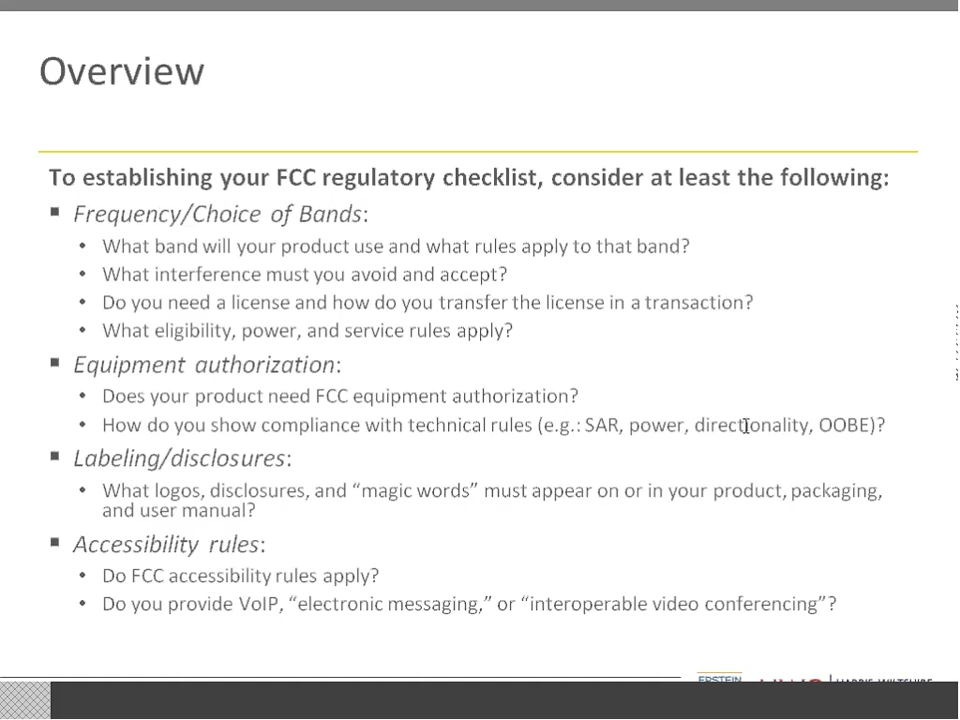 Overview
To establishing your FCC regulatory checklist, consider at least the following:
▪ Frequency/Choice of Bands:
• What band will your product use and what rules apply to that band?
• What interference must you avoid and accept?
• Do you need a license and how do you transfer the license in a transaction?
• What eligibility, power, and service rules apply?
▪ Equipment authorization:
• Does your product need FCC equipment authorization?
• How do you show compliance with technical rules (e.g.: SAR, power, directionality, OOBE)?
▪ Labeling/disclosures:
• What logos, disclosures, and “magic words” must appear on or in your product, packaging,
and user manual?
▪ Accessibility rules:
• Do FCC accessibility rules apply?
• Do you provide VoIP, “electronic messaging,” or “interoperable video conferencing”?
EPSTEIN